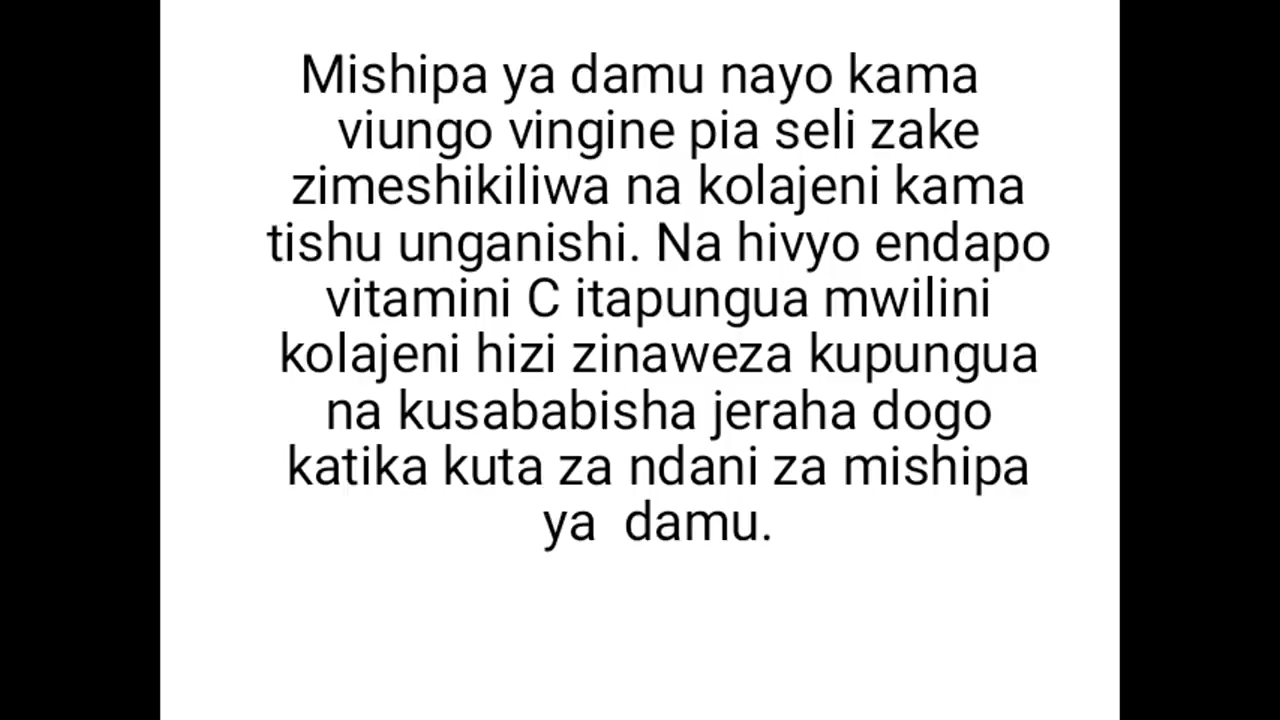 Mishipa ya damu nayo kama
viungo vingine pia seli zake
zimeshikiliwa na kolajeni kama
tishu unganishi. Na hivyo endapo
vitamini C itapungua mwilini
kolajeni hizi zinaweza kupungua
na kusababisha jeraha dogo
katika kuta za ndani za mishipa
ya  damu.